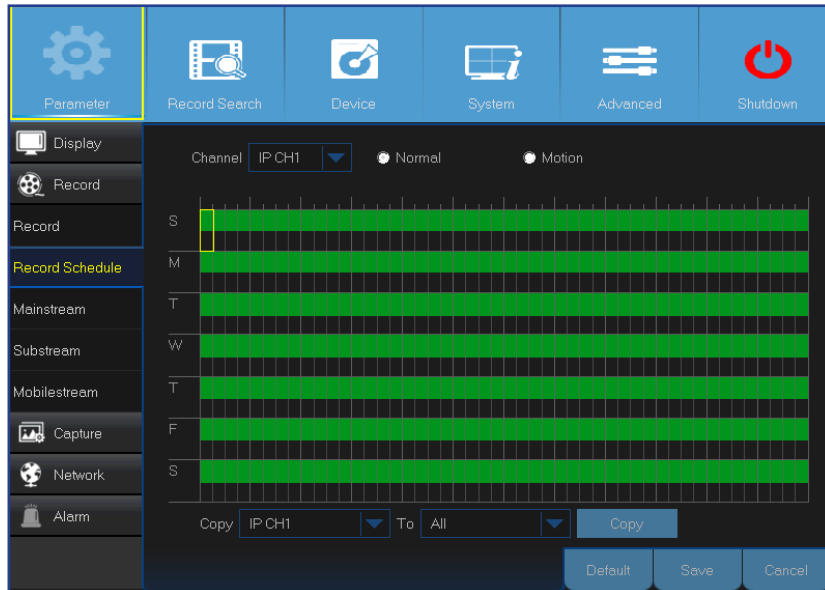 Parameter
Record Search
Device
System
Advanced
Shutdown
Display
Record
Record
Record Schedule
Mainstream
Substream
Mobilestream
Capture
Network
Alarm
Channel IP CH1 Normal Motion
S
M
T
W
T
F
S
Copy IP CH1 To All Copy
Default Save Cancel